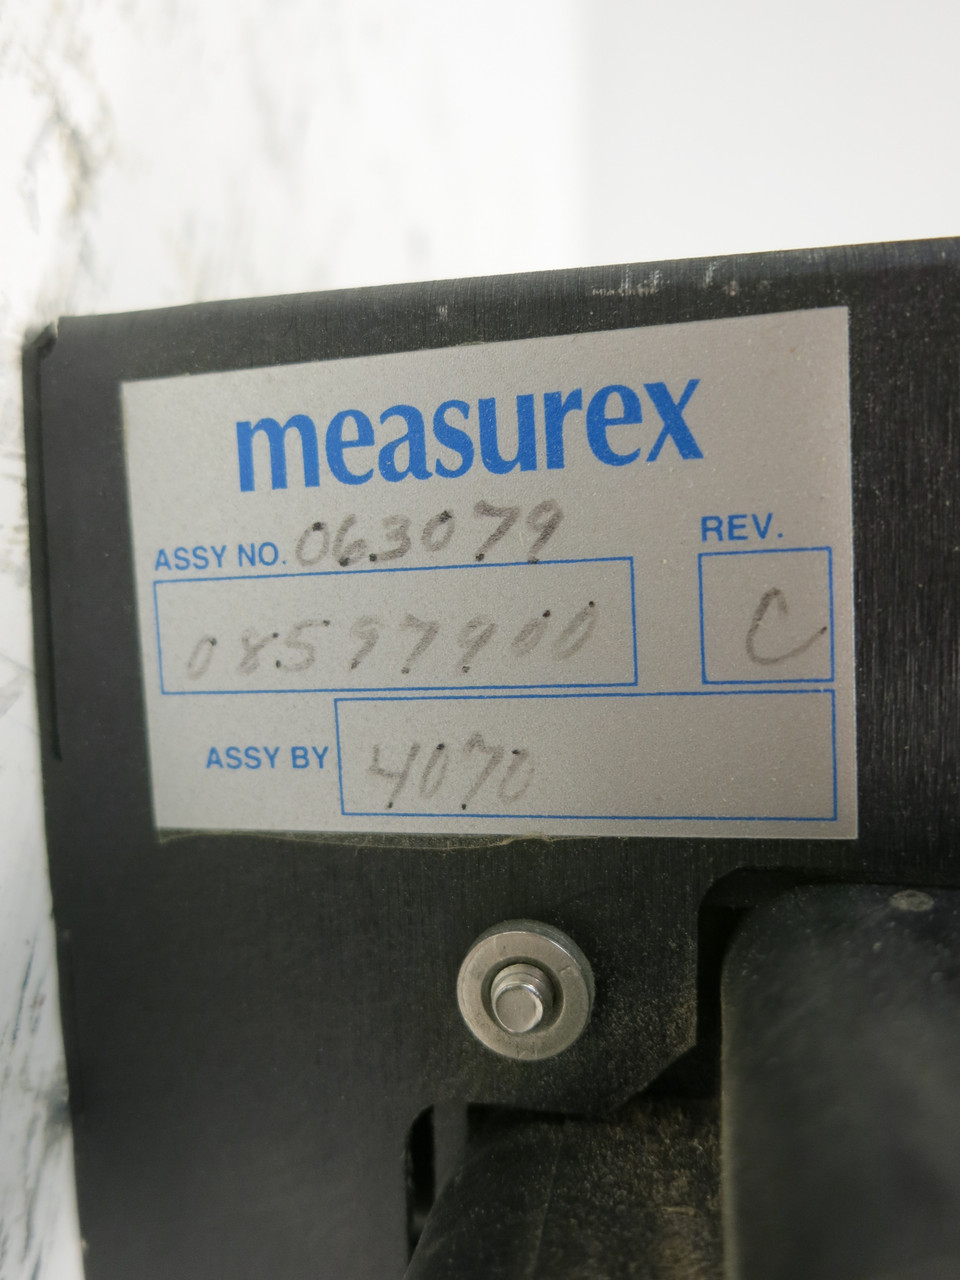 measurex
ASSY NO. 063079
REV.
08597900
C
ASSY BY 4070